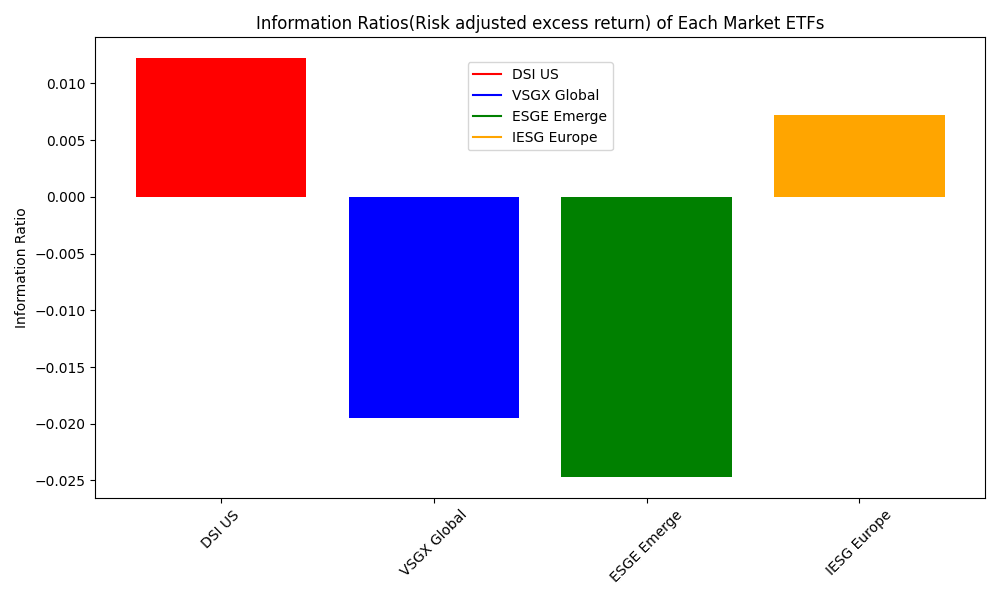 Information Ratios(Risk adjusted excess return) of Each Market ETFs
Information Ratio
0.010
0.005
0.000
−0.005
−0.010
−0.015
−0.020
−0.025
DSI US
VSGX Global
ESGE Emerge
IESG Europe
DSI US
VSGX Global
ESGE Emerge
IESG Europe